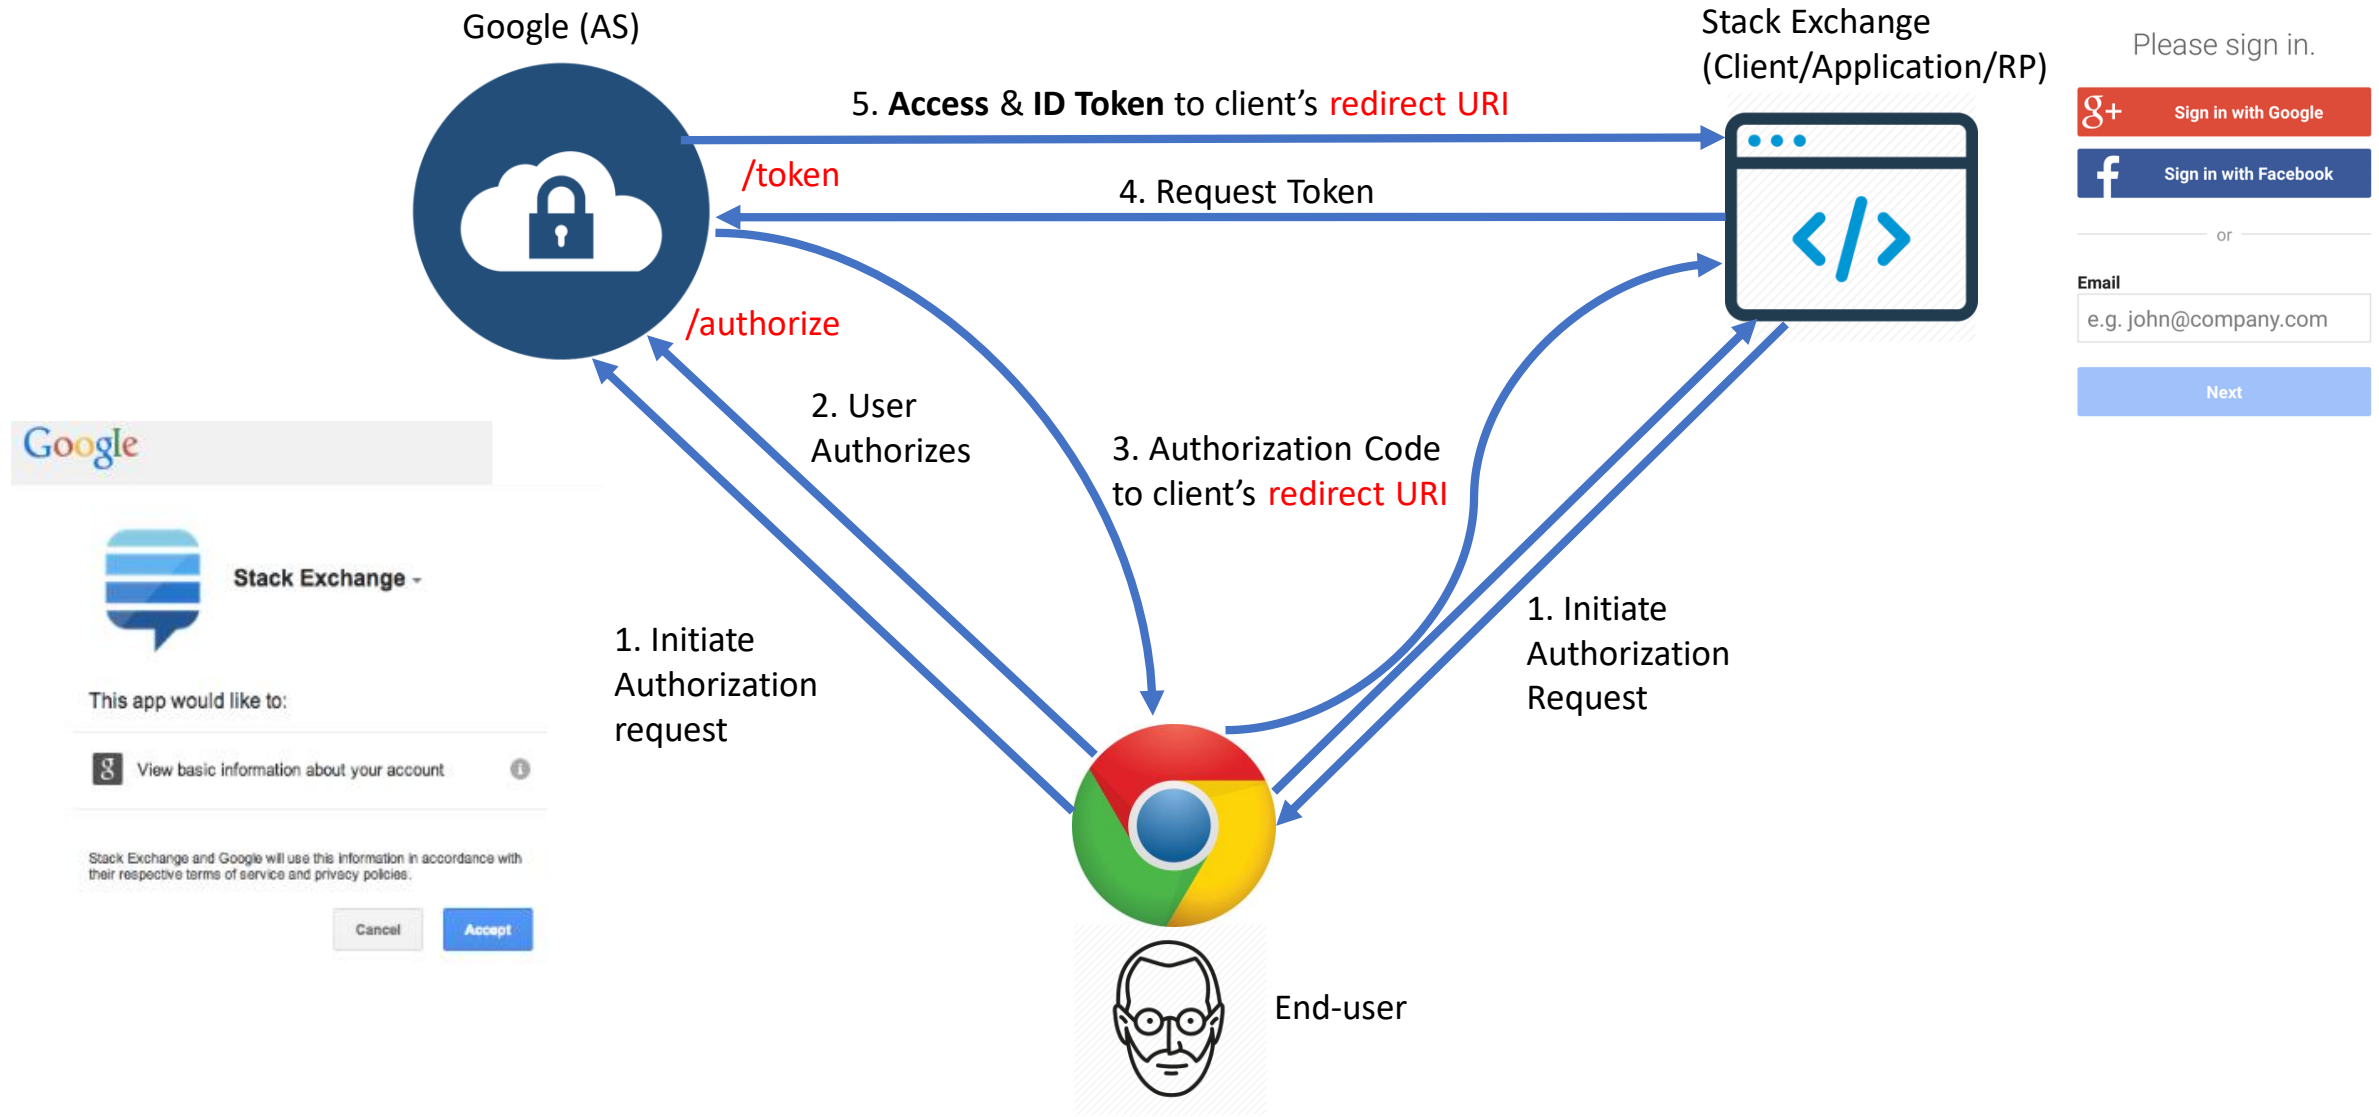 Google (AS)
Stack Exchange
(Client/Application/RP)
Please sign in.
g+ Sign in with Google
f Sign in with Facebook
or
Email
e.g. john@company.com
Next
5. Access & ID Token to client’s redirect URI
/token
4. Request Token
/authorize
2. User
Authorizes
3. Authorization Code
to client’s redirect URI
1. Initiate
Authorization
request
1. Initiate
Authorization
Request
Google
Stack Exchange
This app would like to:
g View basic information about your account i
Stack Exchange and Google will use this information in accordance with
their respective terms of service and privacy policies.
Cancel Accept
End-user